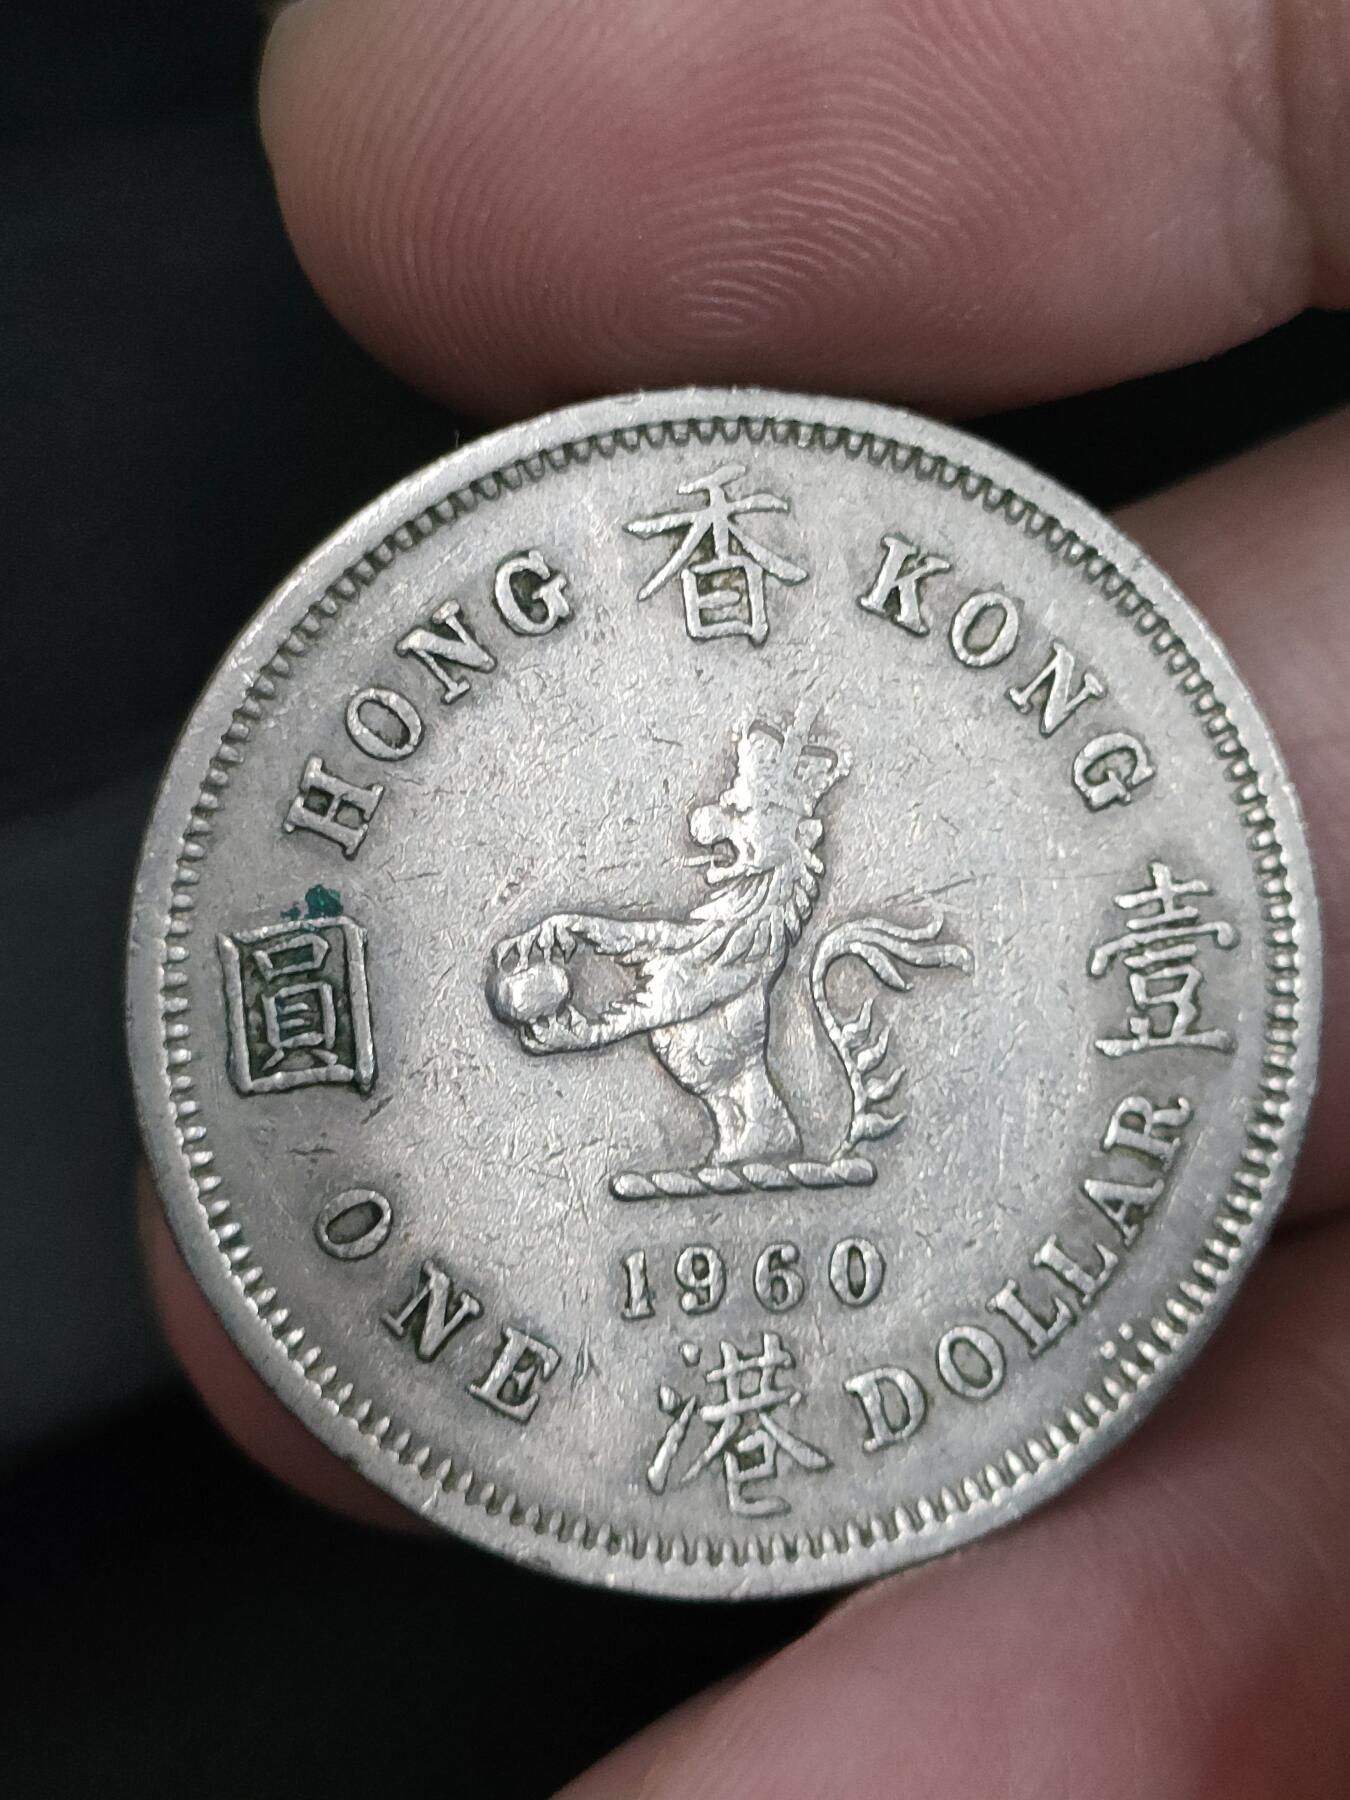 HONG 香 KONG
圓 壹
1960
ONE 港 DOLLAR